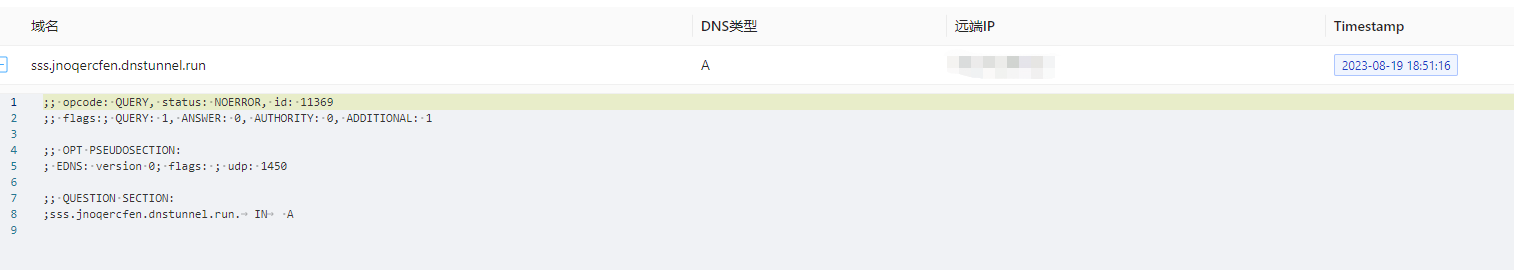 域名 DNS类型 远端IP Timestamp
sss.jnoqercfen.dnstunnel.run A 2023-08-19 18:51:16
1 ;; opcode: QUERY, status: NOERROR, id: 11369
2 ;; flags:; QUERY: 1, ANSWER: 0, AUTHORITY: 0, ADDITIONAL: 1
3
4 ;; OPT PSEUDOSECTION:
5 ; EDNS: version 0; flags: ; udp: 1450
6
7 ;; QUESTION SECTION:
8 ;sss.jnoqercfen.dnstunnel.run. IN A
9